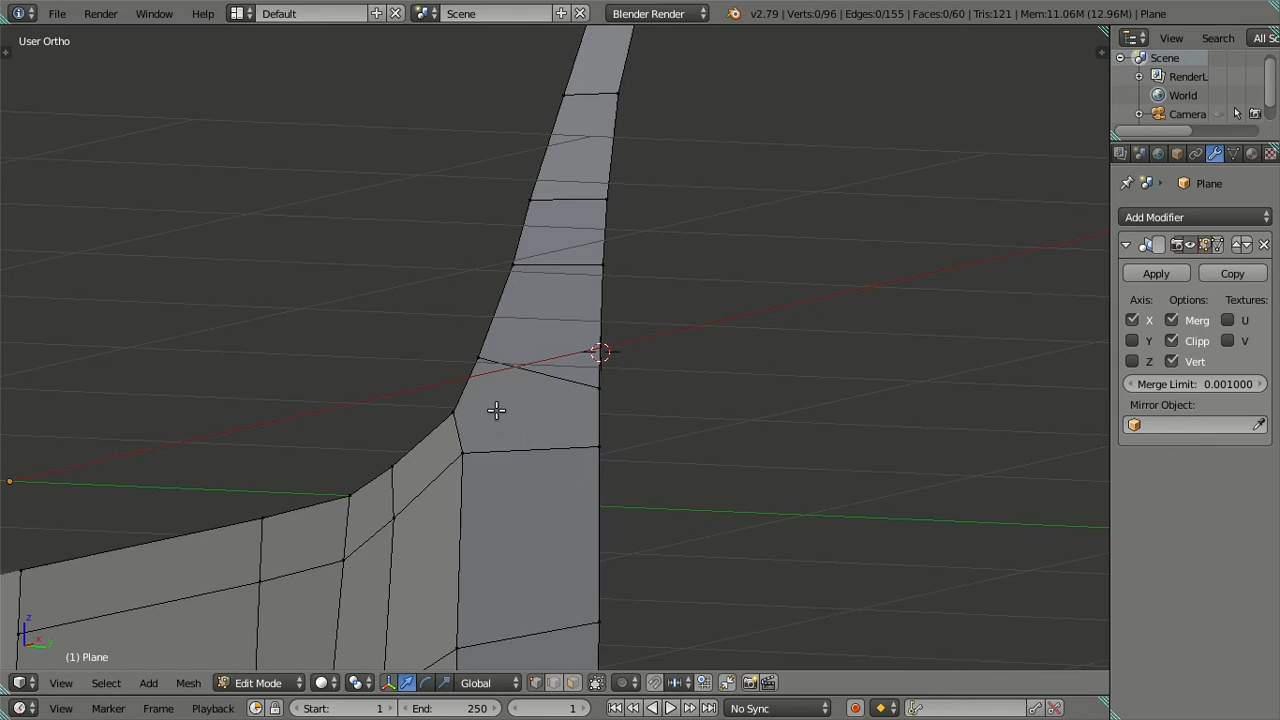 File Render Window Help Default Scene Blender Render v2.79 | Verts:0/96 | Edges:0/155 | Faces:0/60 | Tris:121 | Mem:11.06M (12.96M) | Plane
User Ortho
View Search All Sc
Scene
RenderL
World
Camera
Plane
Add Modifier
Apply Copy
Axis: Options: Textures:
X Merg U
Y Clipp V
Z Vert
Merge Limit: 0.001000
Mirror Object:
z
x y
(1) Plane
View Select Add Mesh Edit Mode Global
View Marker Frame Playback Start: 1 End: 250 1 No Sync